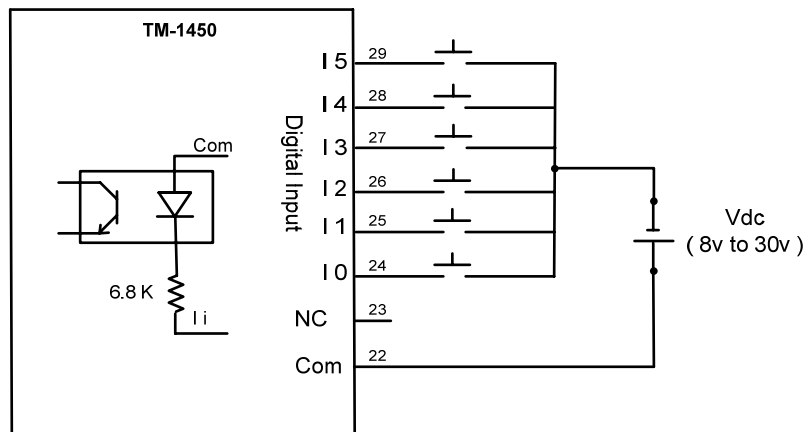 TM-1450
I 5 29
I 4 28
I 3 27
I 2 26
I 1 25
I 0 24
NC 23
Com 22
Digital Input
Com
6.8 K
I i
Vdc
( 8v to 30v )